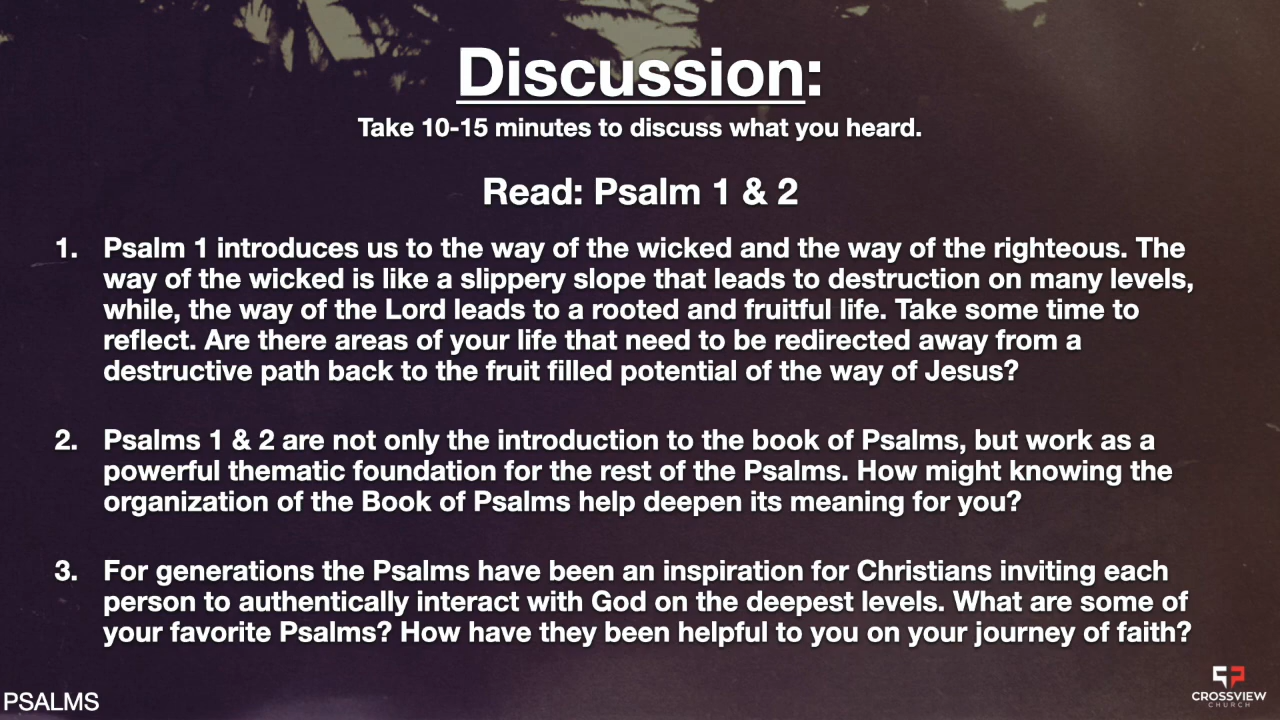 Discussion:
Take 10-15 minutes to discuss what you heard.
Read: Psalm 1 & 2
1. Psalm 1 introduces us to the way of the wicked and the way of the righteous. The
way of the wicked is like a slippery slope that leads to destruction on many levels,
while, the way of the Lord leads to a rooted and fruitful life. Take some time to
reflect. Are there areas of your life that need to be redirected away from a
destructive path back to the fruit filled potential of the way of Jesus?
2. Psalms 1 & 2 are not only the introduction to the book of Psalms, but work as a
powerful thematic foundation for the rest of the Psalms. How might knowing the
organization of the Book of Psalms help deepen its meaning for you?
3. For generations the Psalms have been an inspiration for Christians inviting each
person to authentically interact with God on the deepest levels. What are some of
your favorite Psalms? How have they been helpful to you on your journey of faith?
PSALMS
CROSSVIEW
CHURCH